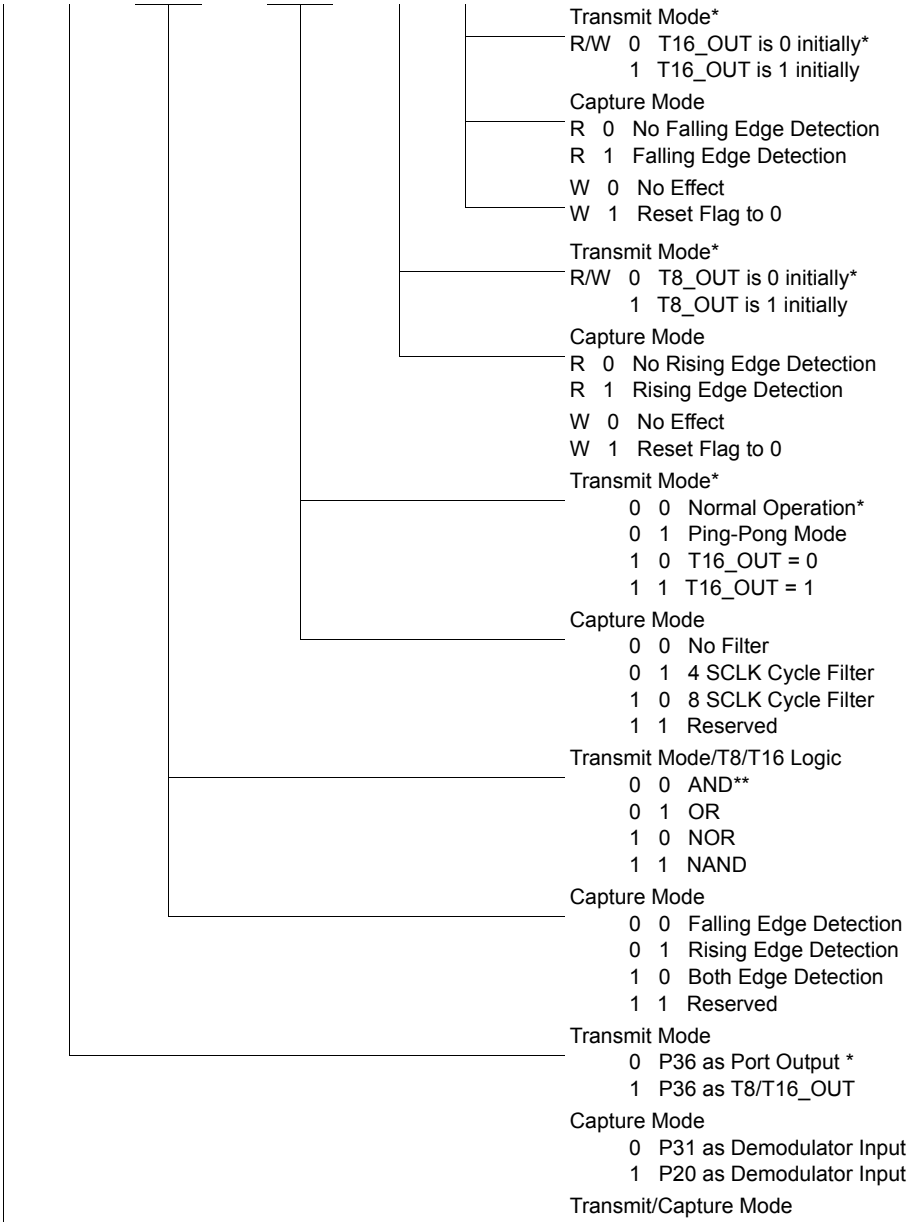 Transmit Mode*
R/W 0 T16_OUT is 0 initially*
1 T16_OUT is 1 initially
Capture Mode
R 0 No Falling Edge Detection
R 1 Falling Edge Detection
W 0 No Effect
W 1 Reset Flag to 0
Transmit Mode*
R/W 0 T8_OUT is 0 initially*
1 T8_OUT is 1 initially
Capture Mode
R 0 No Rising Edge Detection
R 1 Rising Edge Detection
W 0 No Effect
W 1 Reset Flag to 0
Transmit Mode*
0 0 Normal Operation*
0 1 Ping-Pong Mode
1 0 T16_OUT = 0
1 1 T16_OUT = 1
Capture Mode
0 0 No Filter
0 1 4 SCLK Cycle Filter
1 0 8 SCLK Cycle Filter
1 1 Reserved
Transmit Mode/T8/T16 Logic
0 0 AND**
0 1 OR
1 0 NOR
1 1 NAND
Capture Mode
0 0 Falling Edge Detection
0 1 Rising Edge Detection
1 0 Both Edge Detection
1 1 Reserved
Transmit Mode
0 P36 as Port Output *
1 P36 as T8/T16_OUT
Capture Mode
0 P31 as Demodulator Input
1 P20 as Demodulator Input
Transmit/Capture Mode